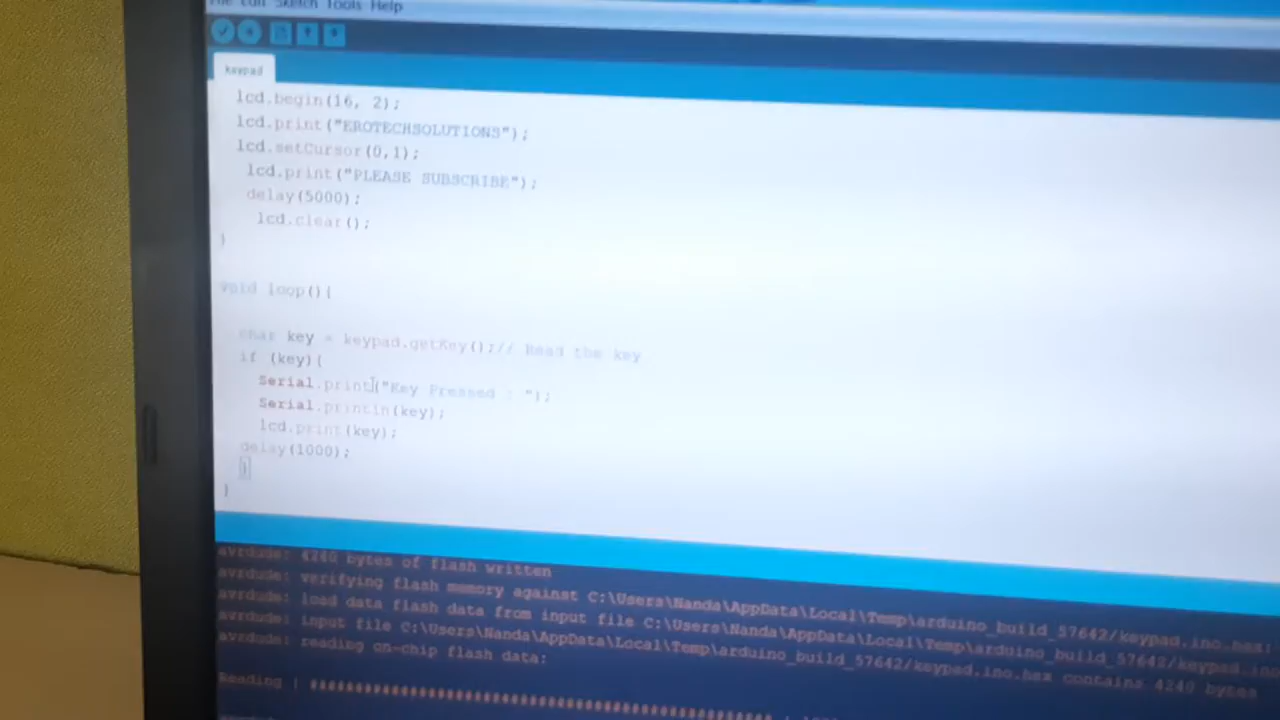 File Edit Sketch Tools Help
keypad
lcd.begin(16, 2);
lcd.print("EROTECHSOLUTIONS");
lcd.setCursor(0,1);
lcd.print("PLEASE SUBSCRIBE");
delay(5000);
lcd.clear();
}
void loop(){
char key = keypad.getKey();// Read the key
if (key){
Serial.print("Key Pressed : ");
Serial.println(key);
lcd.print(key);
delay(1000);
}
}
avrdude: 4240 bytes of flash written
avrdude: verifying flash memory against C:\Users\Nanda\AppData\Local\Temp\arduino_build_57642/keypad.ino.hex:
avrdude: load data flash data from input file C:\Users\Nanda\AppData\Local\Temp\arduino_build_57642/keypad.ino
avrdude: input file C:\Users\Nanda\AppData\Local\Temp\arduino_build_57642/keypad.ino.hex contains 4240 bytes
avrdude: reading on-chip flash data:
Reading |